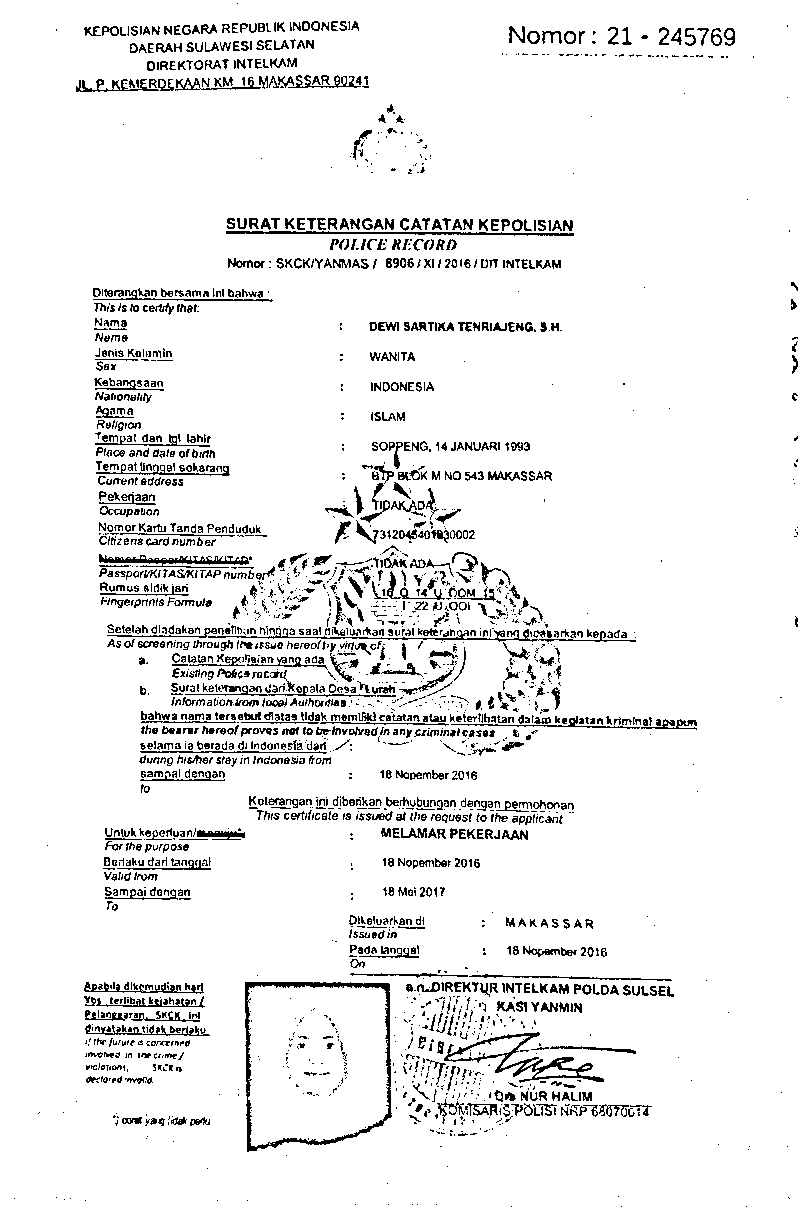 KEPOLISIAN NEGARA REPUBLIK INDONESIA
DAERAH SULAWESI SELATAN
DIREKTORAT INTELKAM
JL. P. KEMERDEKAAN KM. 16 MAKASSAR 90241
Nomor : 21 - 245769
SURAT KETERANGAN CATATAN KEPOLISIAN
POLICE RECORD
Nomor : SKCK/YANMAS / 8906 / XI / 2016 / DIT INTELKAM
Diterangkan bersama ini bahwa :
This is to certify that:
Nama : DEWI SARTIKA TENRIAJENG, S.H.
Name
Jenis Kelamin : WANITA
Sex
Kebangsaan : INDONESIA
Nationality
Agama : ISLAM
Religion
Tempat dan tgl lahir : SOPPENG, 14 JANUARI 1993
Place and date of birth
Tempat tinggal sekarang : BTP BLOK M NO 543 MAKASSAR
Current address
Pekerjaan TIDAK ADA
Occupation
Nomor Kartu Tanda Penduduk
Citizens card number
Nomor Paspor/KITAS/KITAP* TIDAK ADA
Passport/KITAS/KITAP number
Rumus sidik jari
Fingerprints Formula
Setelah diadakan penelitian hingga saat dikeluarkan surat keterangan ini yang didasarkan kepada :
As of screening through the issue hereof by virtue of :
a. Catatan Kepolisian yang ada
Existing Police record
b. Surat keterangan dari Kepala Desa / Lurah
Information from local Authorities
bahwa nama tersebut diatas tidak memiliki catatan atau keterlibatan dalam kegiatan kriminal apapun
the bearer hereof proves not to be involved in any criminal cases
selama ia berada di Indonesia dari :
during his/her stay in Indonesia from
sampai dengan : 18 Nopember 2016
to
Keterangan ini diberikan berhubungan dengan permohonan
This certificate is issued at the request to the applicant
Untuk keperluan/ : MELAMAR PEKERJAAN
For the purpose
Berlaku dari tanggal : 18 Nopember 2016
Valid from
Sampai dengan : 18 Mei 2017
To
Dikeluarkan di : MAKASSAR
Issued in
Pada tanggal : 18 Nopember 2016
On
a.n. DIREKTUR INTELKAM POLDA SULSEL
KASI YANMIN
Drs NUR HALIM
KOMISARIS POLISI NRP 68070614
Apabila dikemudian hari
Ybs terlibat kejahatan /
Pelanggaran, SKCK ini
dinyatakan tidak berlaku
if the future is concerned
involved in the crime /
violations, SKCK is
declared invalid.
*) coret yang tidak perlu